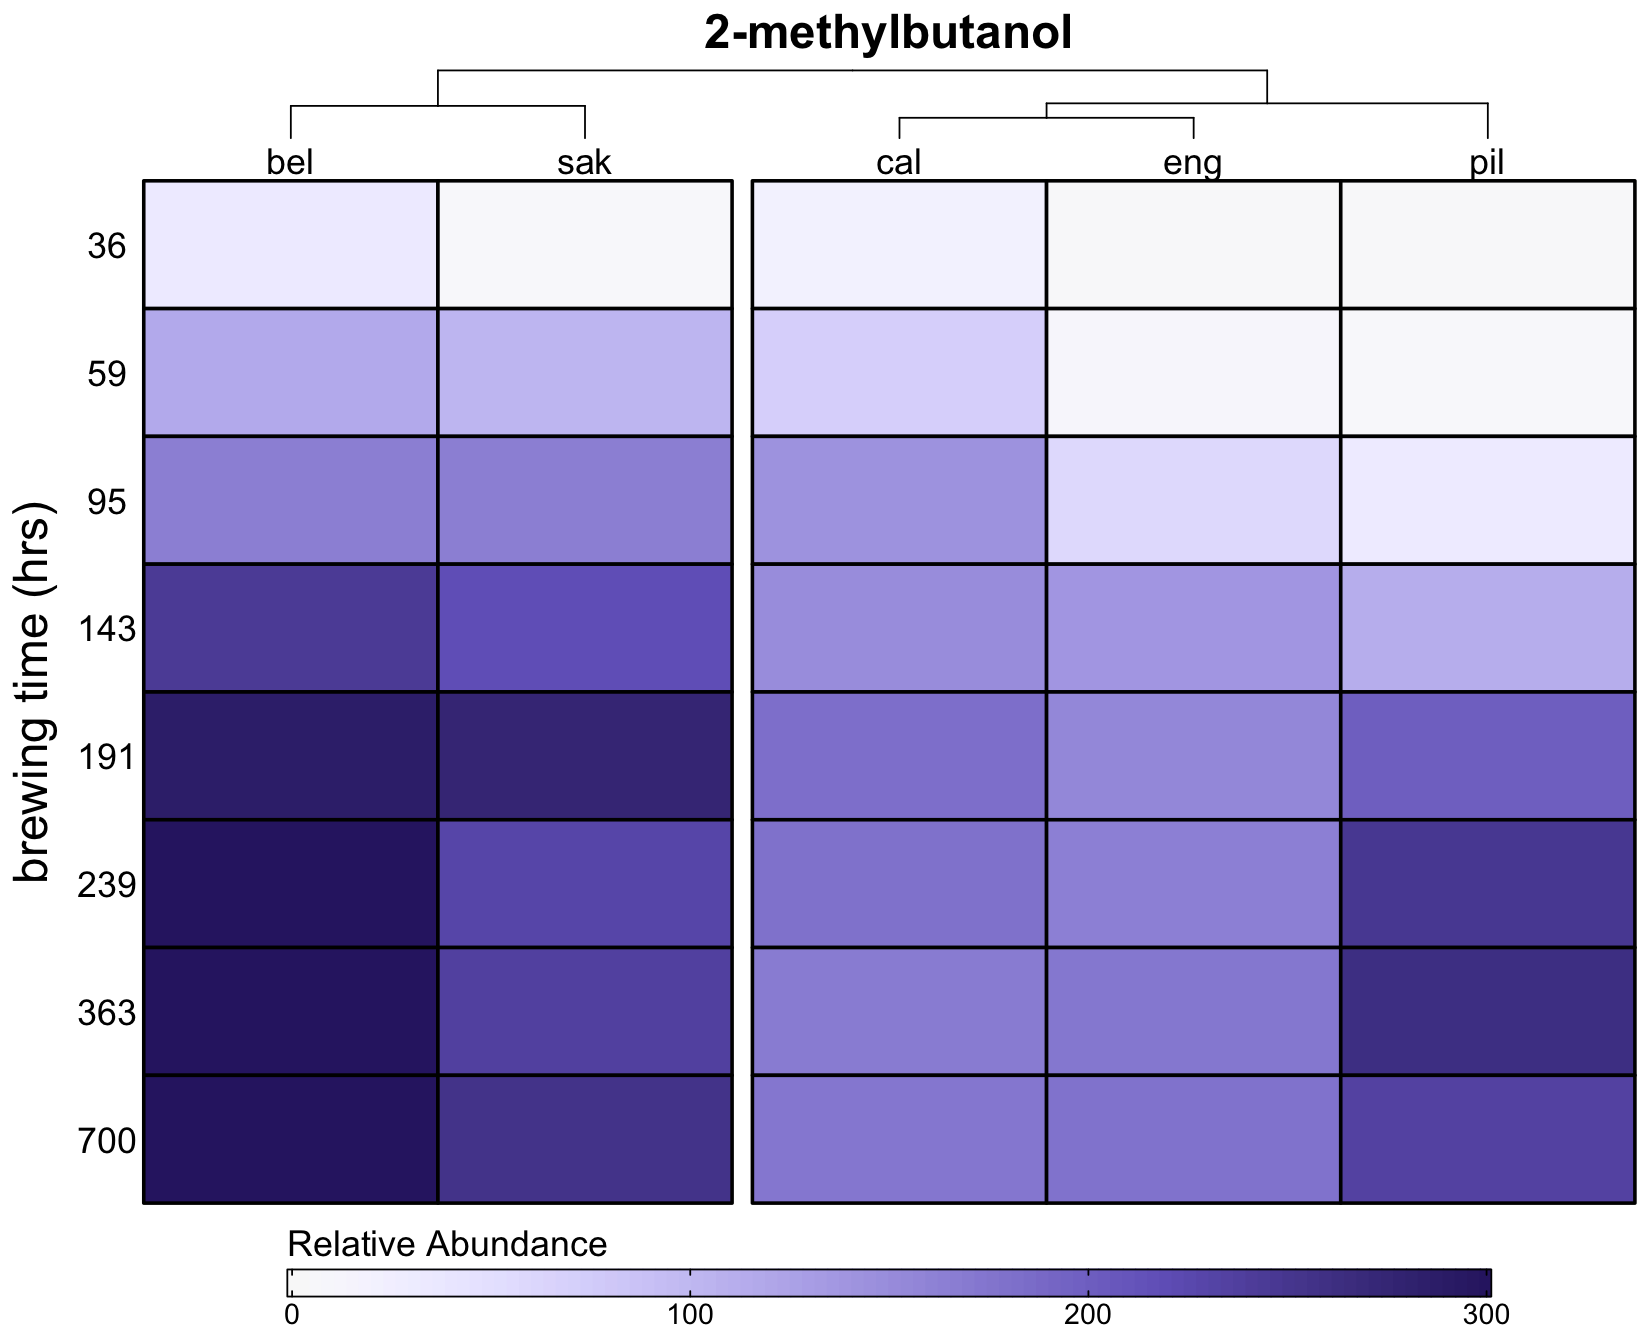 2-methylbutanol
bel sak cal eng pil
36
59
95
143
191
239
363
700
brewing time (hrs)
Relative Abundance
0 100 200 300